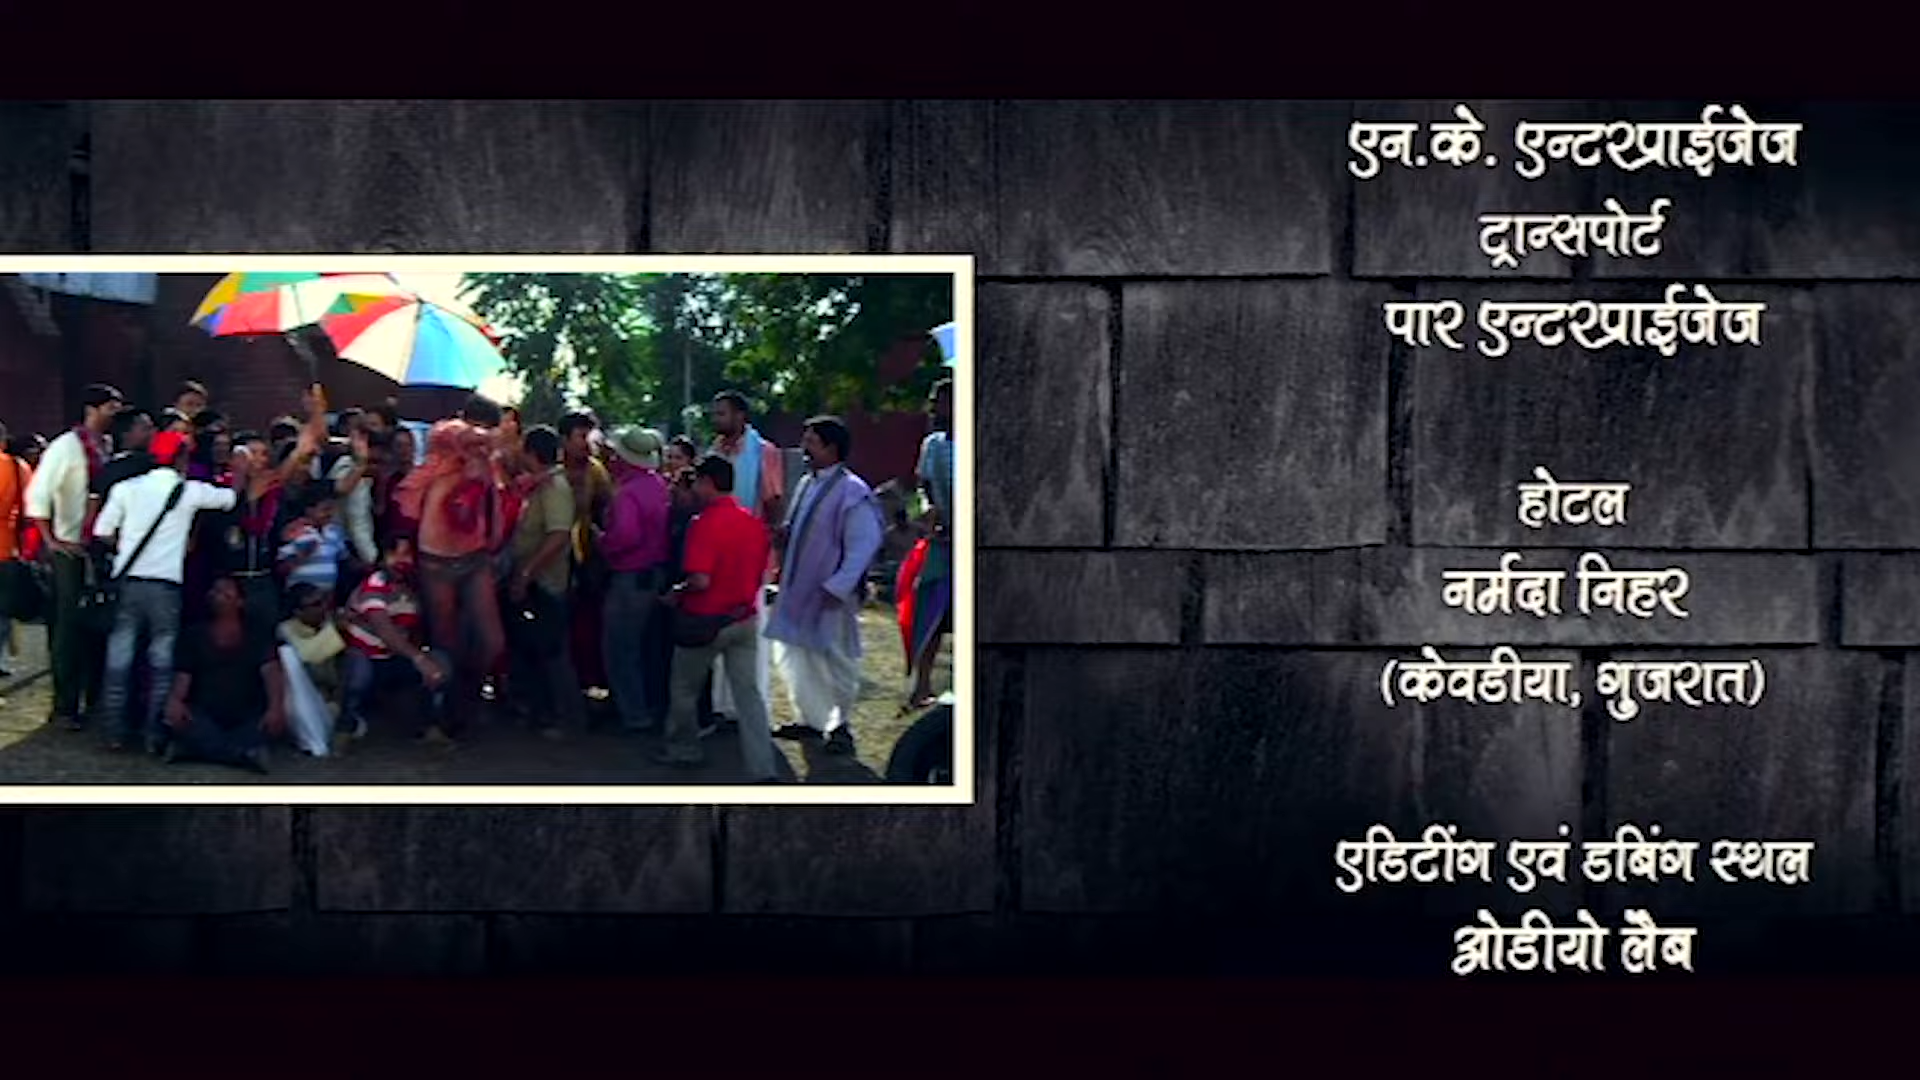 एन.के. एन्टरप्राईजेज
ट्रान्सपोर्ट
पार एन्टरप्राईजेज
होटल
नर्मदा निहर
(केवडीया, गुजरात)
एडिटींग एवं डबिंग स्थल
ओडीयो लैब